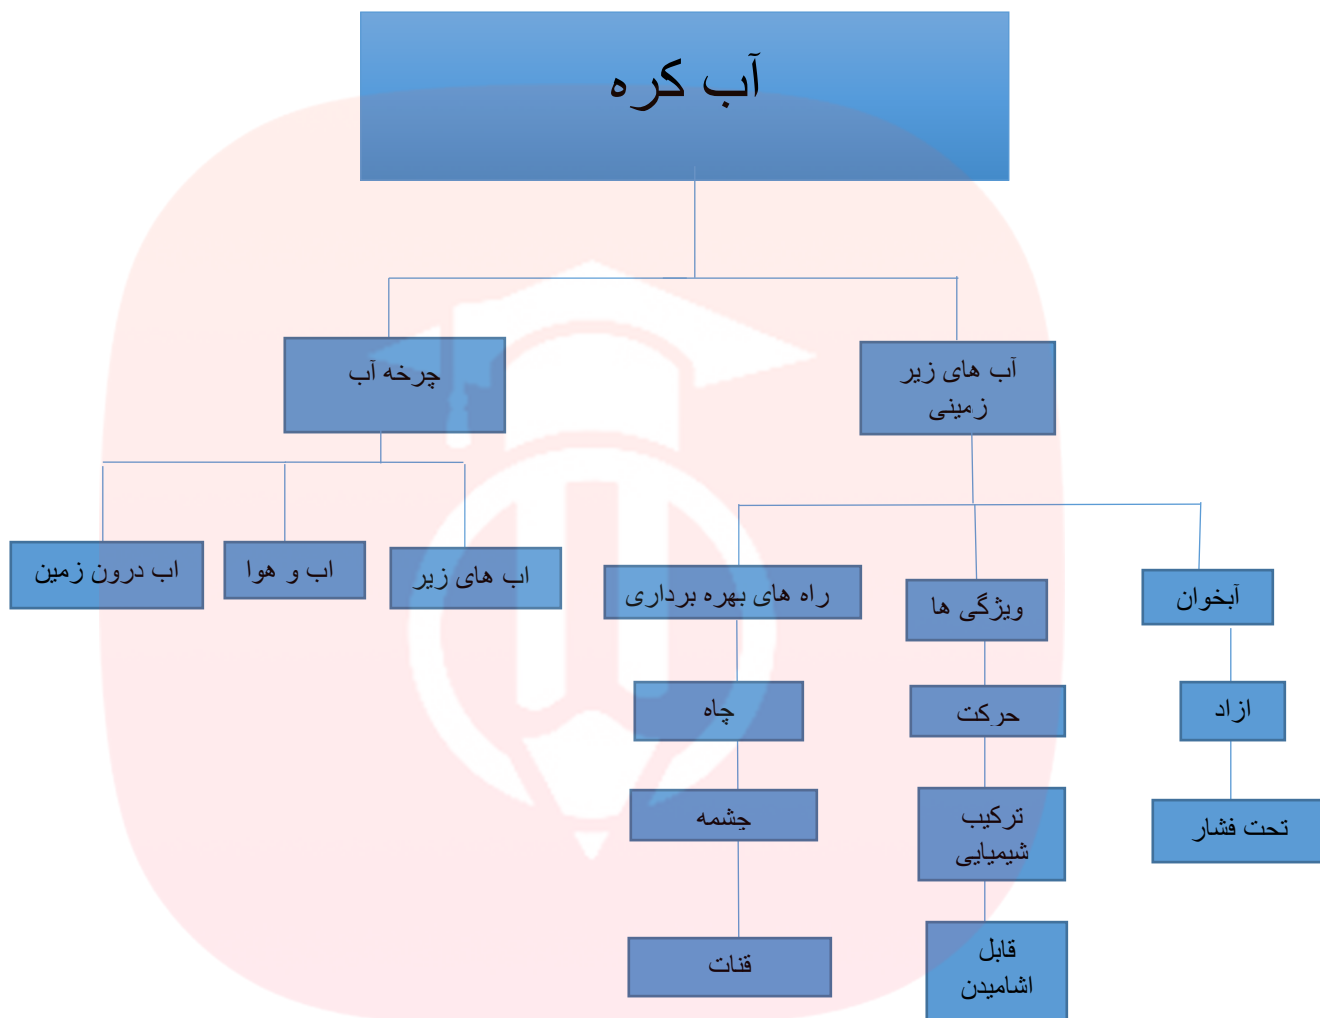 آب کره
آب های زیر
زمینی
چرخه آب
آبخوان
ویژگی ها
راه های بهره برداری
اب های زیر
اب و هوا
اب درون زمین
ازاد
حرکت
چاه
تحت فشار
ترکیب
شیمیایی
چشمه
قابل
اشامیدن
قنات